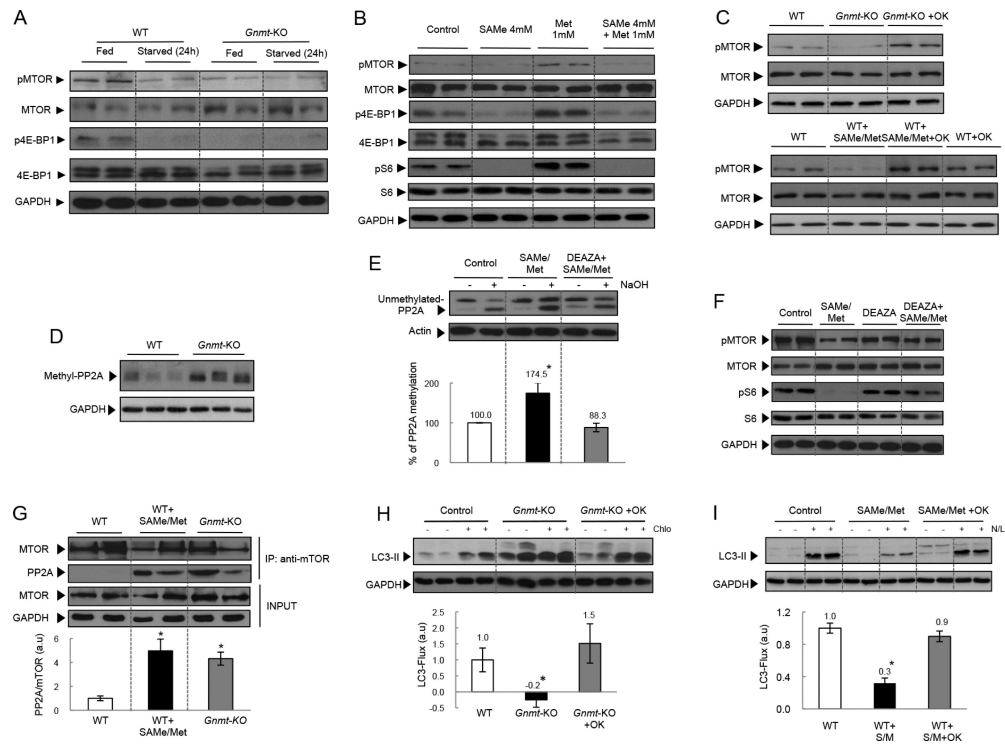 A
WT
Gnmt-KO
Fed
Starved (24h)
Fed
Starved (24h)
pMTOR
MTOR
p4E-BP1
4E-BP1
GAPDH
B
Control
SAMe 4mM
Met 1mM
SAMe 4mM + Met 1mM
pMTOR
MTOR
p4E-BP1
4E-BP1
pS6
S6
GAPDH
C
WT
Gnmt-KO
Gnmt-KO +OK
pMTOR
MTOR
GAPDH
WT
WT+ SAMe/Met
WT+ SAMe/Met+OK
WT+OK
pMTOR
MTOR
GAPDH
D
WT
Gnmt-KO
Methyl-PP2A
GAPDH
E
Control
SAMe/ Met
DEAZA+ SAMe/Met
- + - + - + NaOH
Unmethylated-
PP2A
Actin
% of PP2A methylation
200
100
0
100.0
174.5 *
88.3
F
Control
SAMe/ Met
DEAZA
DEAZA+ SAMe/Met
pMTOR
MTOR
pS6
S6
GAPDH
G
WT
WT+ SAMe/Met
Gnmt-KO
MTOR
PP2A
IP: anti-mTOR
MTOR
GAPDH
INPUT
PP2A/mTOR (a.u)
6
4
2
0
*
*
WT
WT+ SAMe/Met
Gnmt-KO
H
Control
Gnmt-KO
Gnmt-KO +OK
- - + + - - + + - - + + Chlo
LC3-II
GAPDH
LC3-Flux (a.u)
2.5
2.0
1.5
1.0
0.5
0.0
-0.5
1.0
-0.2 *
1.5
WT
Gnmt-KO
Gnmt-KO +OK
I
Control
SAMe/Met
SAMe/Met +OK
- - + + - - + + - - + + N/L
LC3-II
GAPDH
LC3-Flux (a.u)
1.2
0.8
0.4
0.0
1.0
0.3 *
0.9
WT
WT+ S/M
WT+ S/M+OK